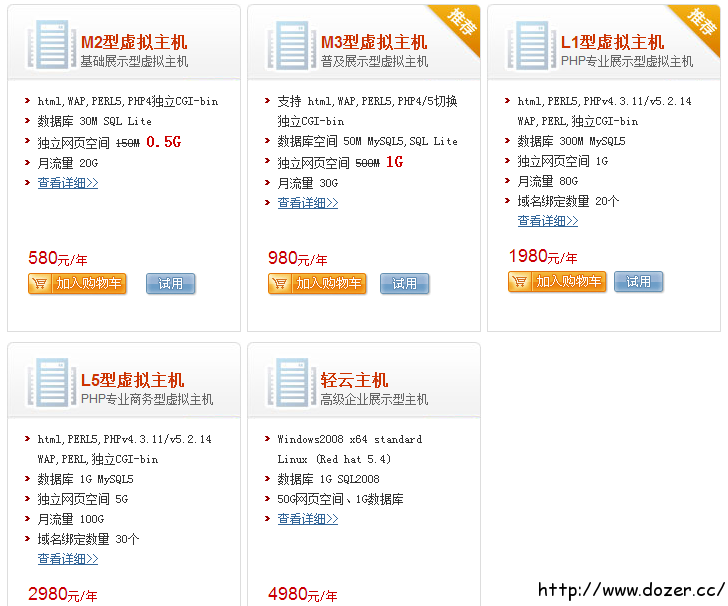 M2型虚拟主机
基础展示型虚拟主机
html,WAP,PERL5,PHP4独立CGI-bin
数据库 30M SQL Lite
独立网页空间 150M 0.5G
月流量 20G
查看详细>>
580元/年
加入购物车 试用
推荐
M3型虚拟主机
普及展示型虚拟主机
支持 html,WAP,PERL5,PHP4/5切换
独立CGI-bin
数据库空间 50M MySQL5,SQL Lite
独立网页空间 500M 1G
月流量 30G
查看详细>>
980元/年
加入购物车 试用
推荐
L1型虚拟主机
PHP专业展示型虚拟主机
html,PERL5,PHPv4.3.11/v5.2.14
WAP,PERL,独立CGI-bin
数据库 300M MySQL5
独立网页空间 1G
月流量 80G
域名绑定数量 20个
查看详细>>
1980元/年
加入购物车 试用
L5型虚拟主机
PHP专业商务型虚拟主机
html,PERL5,PHPv4.3.11/v5.2.14
WAP,PERL,独立CGI-bin
数据库 1G MySQL5
独立网页空间 5G
月流量 100G
域名绑定数量 30个
查看详细>>
2980元/年
轻云主机
高级企业展示型主机
Windows2008 x64 standard
Linux (Red hat 5.4)
数据库 1G SQL2008
50G网页空间、1G数据库
查看详细>>
4980元/年
http://www.dozer.cc/